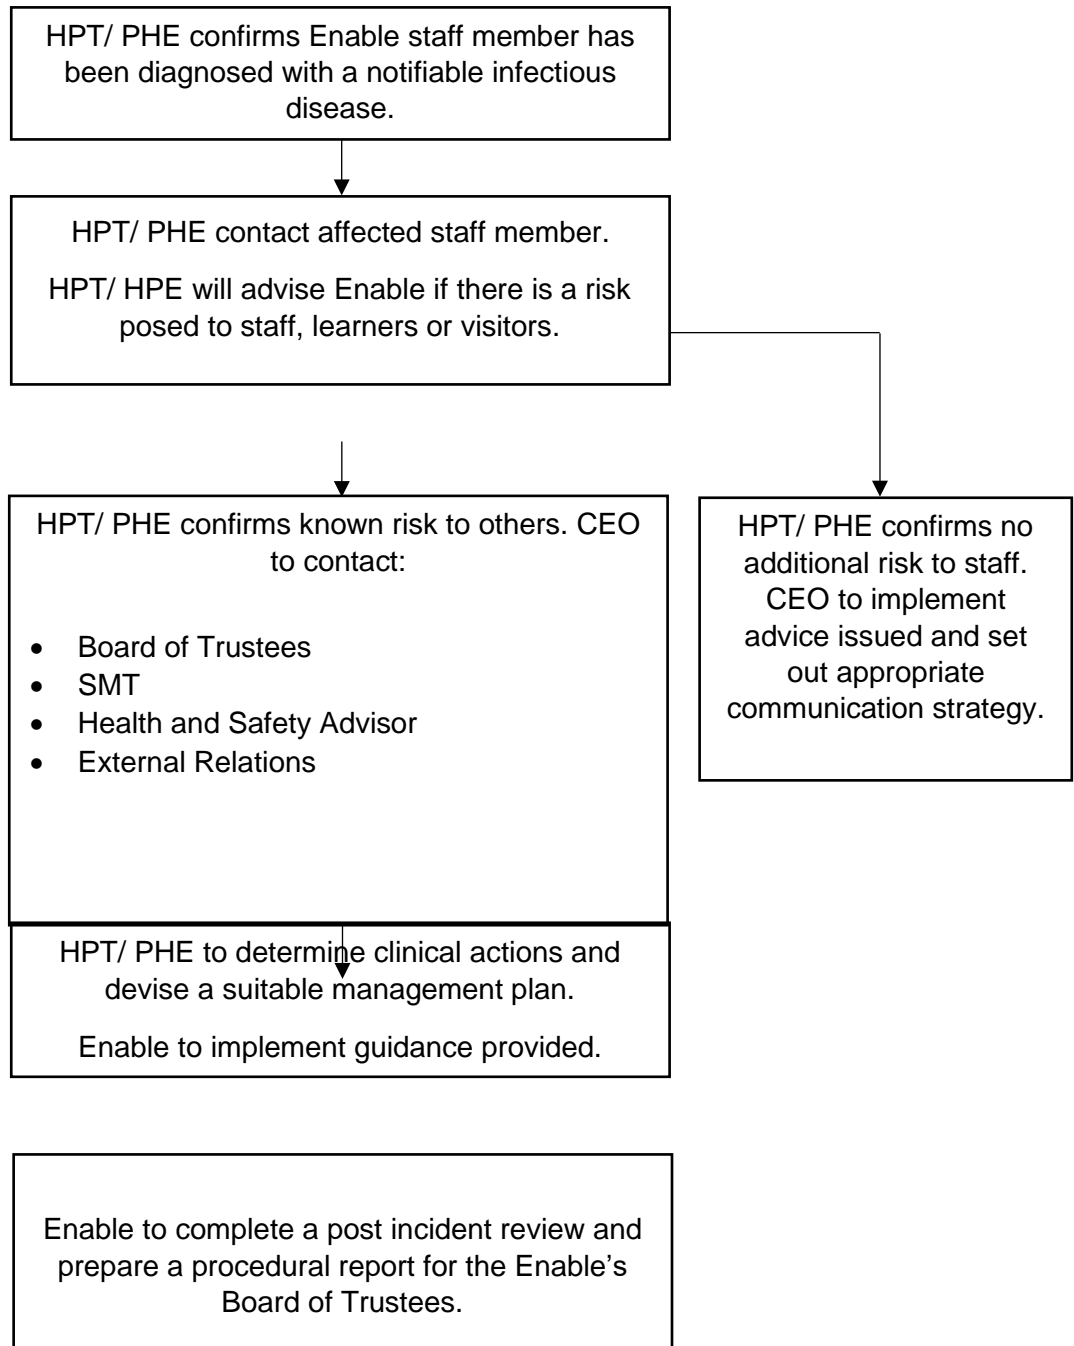 HPT/ PHE confirms Enable staff member has
been diagnosed with a notifiable infectious
disease.
HPT/ PHE contact affected staff member.
HPT/ HPE will advise Enable if there is a risk
posed to staff, learners or visitors.
HPT/ PHE confirms known risk to others. CEO
to contact:
• Board of Trustees
• SMT
• Health and Safety Advisor
• External Relations
HPT/ PHE confirms no
additional risk to staff.
CEO to implement
advice issued and set
out appropriate
communication strategy.
HPT/ PHE to determine clinical actions and
devise a suitable management plan.
Enable to implement guidance provided.
Enable to complete a post incident review and
prepare a procedural report for the Enable’s
Board of Trustees.